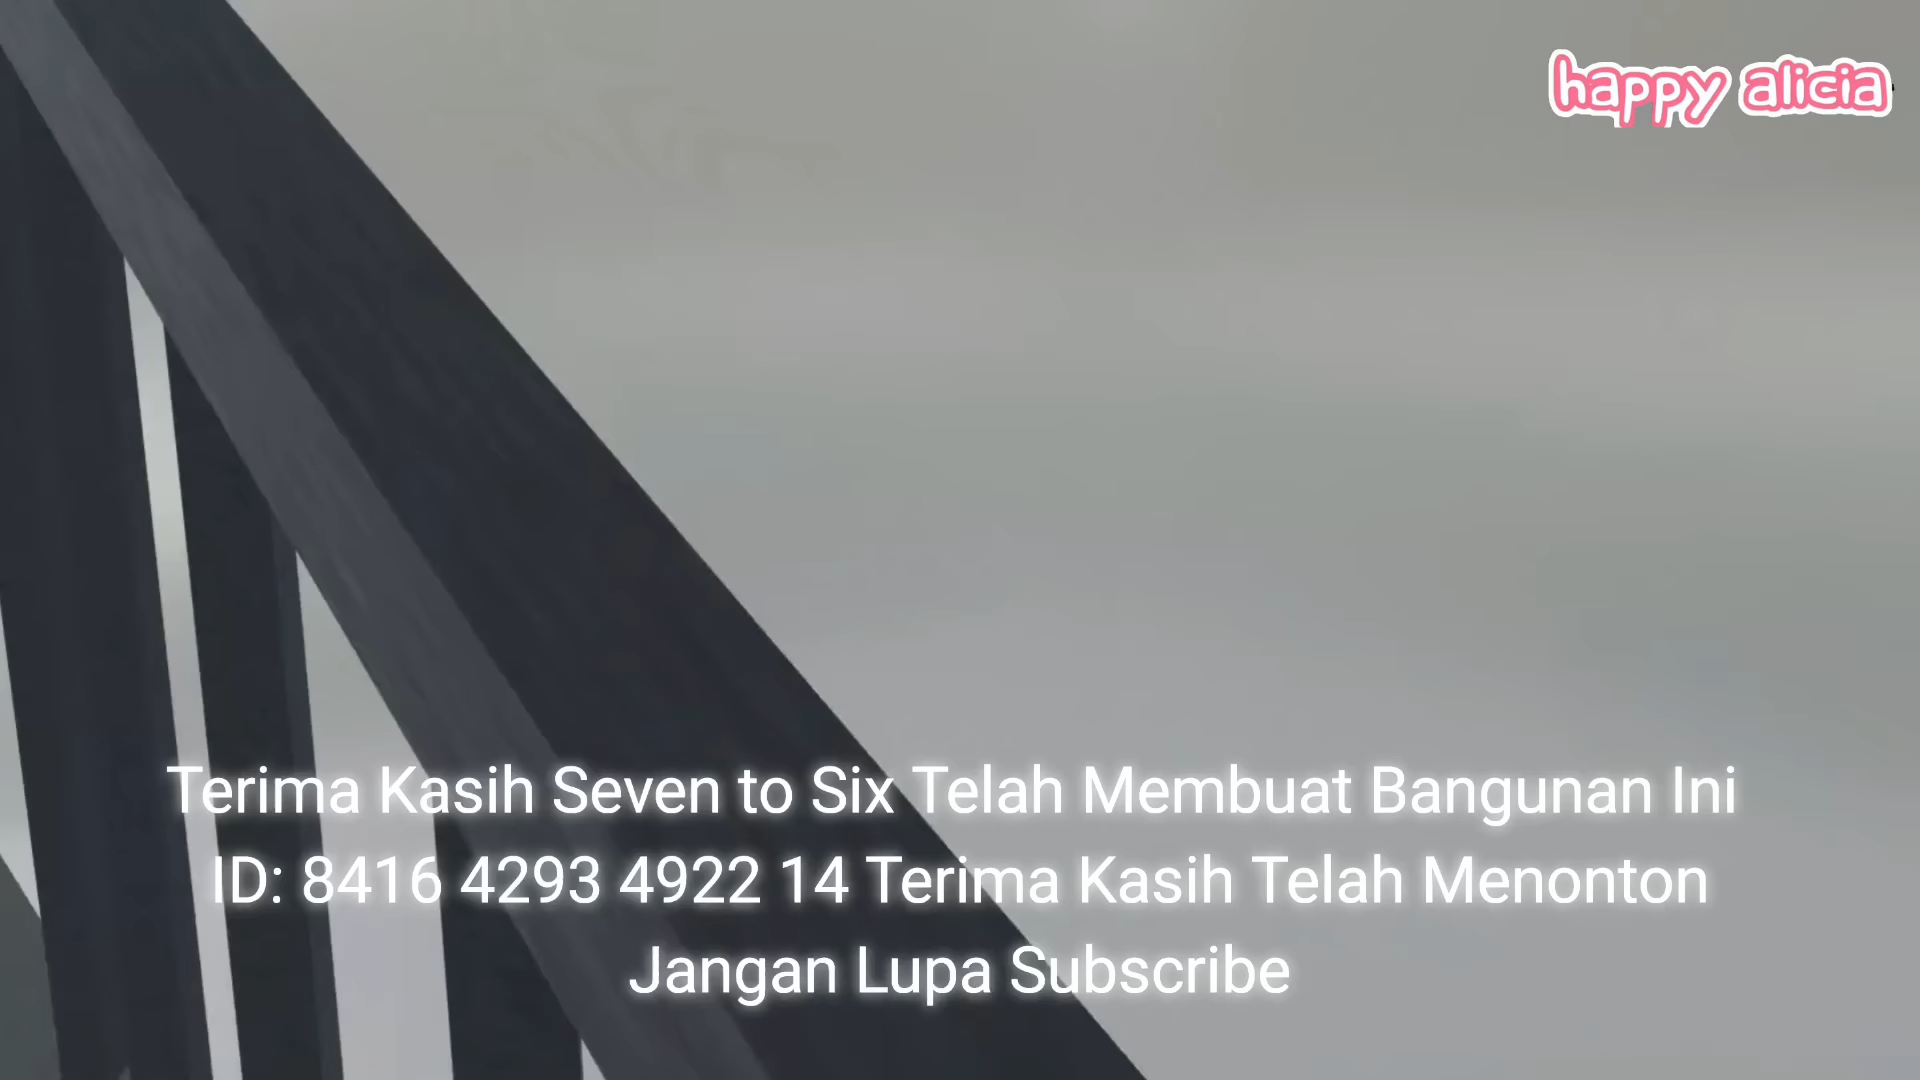 happy alicia
Terima Kasih Seven to Six Telah Membuat Bangunan Ini
ID: 8416 4293 4922 14 Terima Kasih Telah Menonton
Jangan Lupa Subscribe